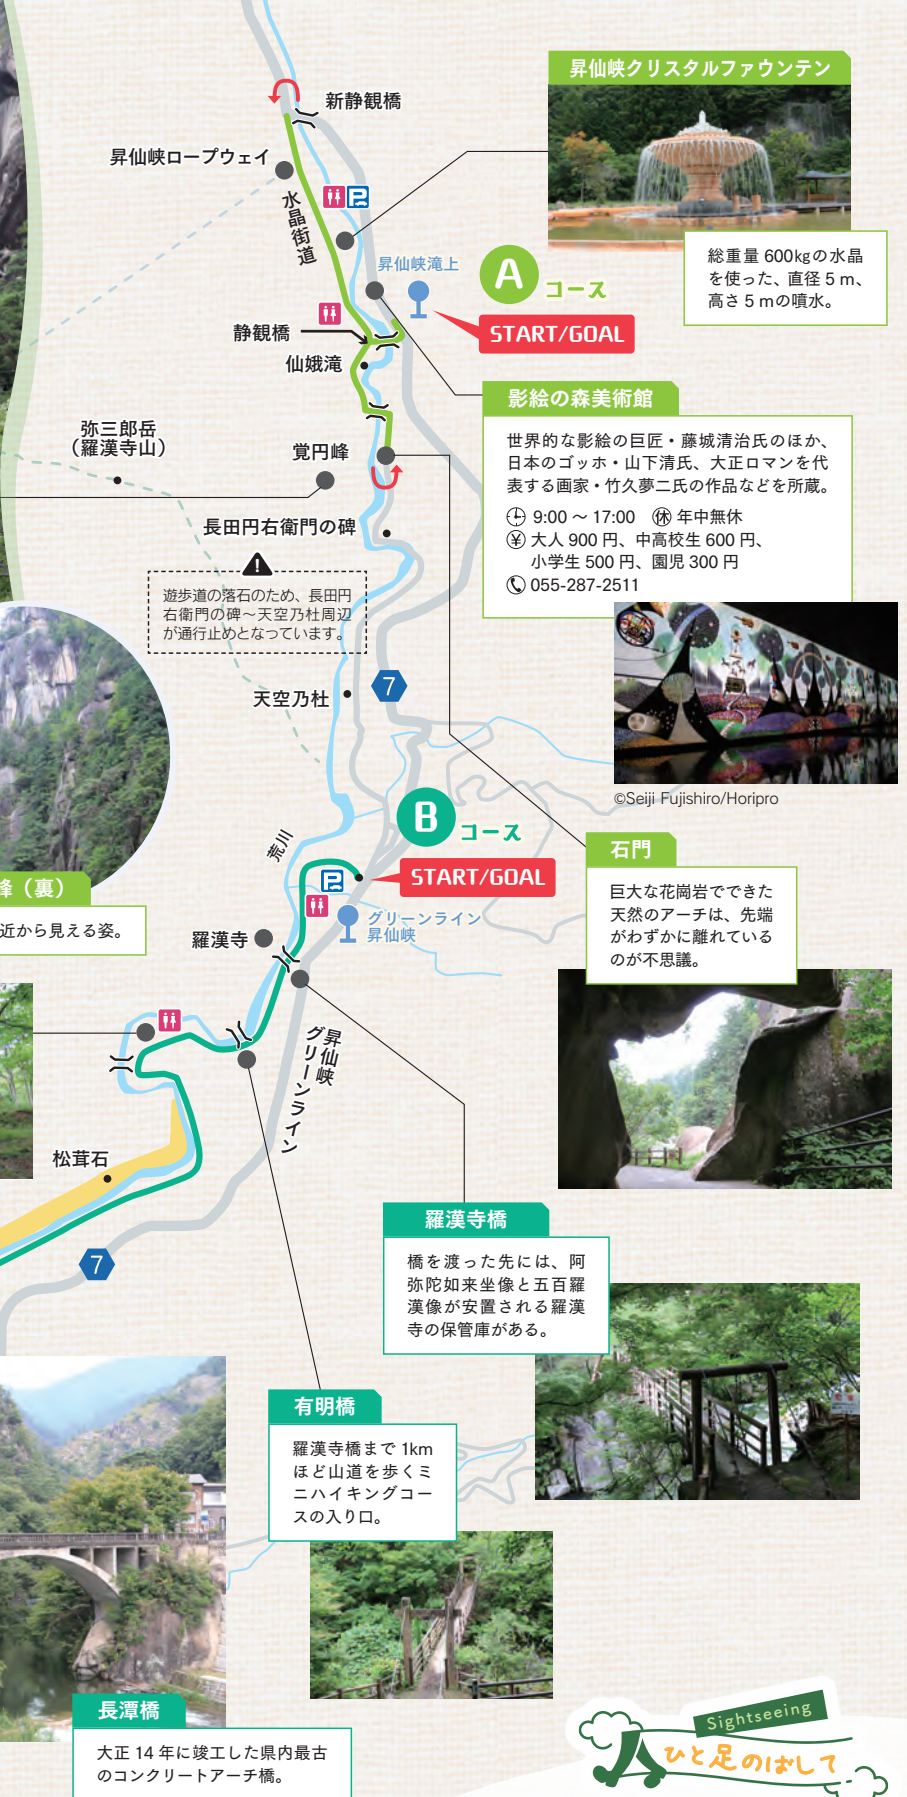 昇仙峡クリスタルファウンテン
総重量 600㎏の水晶
を使った、直径 5 m、
高さ 5 mの噴水。
新静観橋
昇仙峡ロープウェイ
水晶街道
P
昇仙峡滝上
A コース
START/GOAL
静観橋
仙娥滝
影絵の森美術館
世界的な影絵の巨匠・藤城清治氏のほか、
日本のゴッホ・山下清氏、大正ロマンを代
表する画家・竹久夢二氏の作品などを所蔵。
9:00 ～ 17:00 休 年中無休
¥ 大人 900 円、中高校生 600 円、
小学生 500 円、園児 300 円
055-287-2511
©Seiji Fujishiro/Horipro
弥三郎岳
（羅漢寺山）
覚円峰
長田円右衛門の碑
!
遊歩道の落石のため、長田円
右衛門の碑～天空乃杜周辺
が通行止めとなっています。
天空乃杜
7
B コース
START/GOAL
荒川
P
グリーンライン
昇仙峡
石門
巨大な花崗岩でできた
天然のアーチは、先端
がわずかに離れている
のが不思議。
峰（裏）
近から見える姿。
羅漢寺
昇仙峡
グリーンライン
松茸石
7
羅漢寺橋
橋を渡った先には、阿
弥陀如来坐像と五百羅
漢像が安置される羅漢
寺の保管庫がある。
有明橋
羅漢寺橋まで 1km
ほど山道を歩くミ
ニハイキングコー
スの入り口。
長潭橋
大正 14 年に竣工した県内最古
のコンクリートアーチ橋。
Sightseeing
ひと足のばして